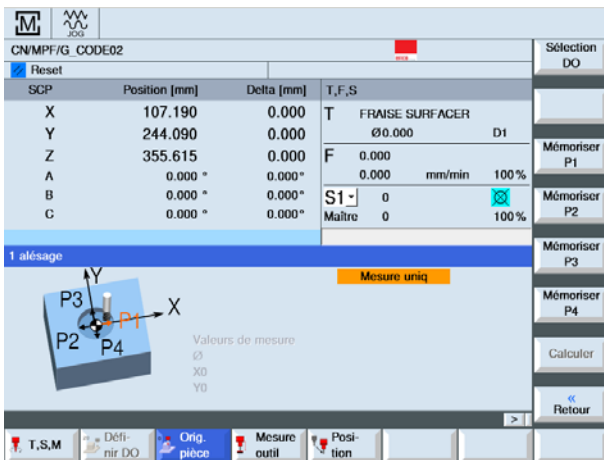 M JOG
CN/MPF/G_CODE02
Reset
SCP Position [mm] Delta [mm] T,F,S
X 107.190 0.000 T FRAISE SURFACER
Y 244.090 0.000 Ø0.000 D1
Z 355.615 0.000 F 0.000
A 0.000 ° 0.000° 0.000 mm/min 100%
B 0.000 ° 0.000° S1 0
C 0.000 ° 0.000° Maître 0 100%
1 alésage
Mesure uniq
Y
P3
P1 X
P2
P4
Valeurs de mesure
Ø
X0
Y0
>
Sélection
DO
Mémoriser
P1
Mémoriser
P2
Mémoriser
P3
Mémoriser
P4
Calculer
«
Retour
T,S,M
Défi-
nir DO
Orig.
pièce
Mesure
outil
Posi-
tion